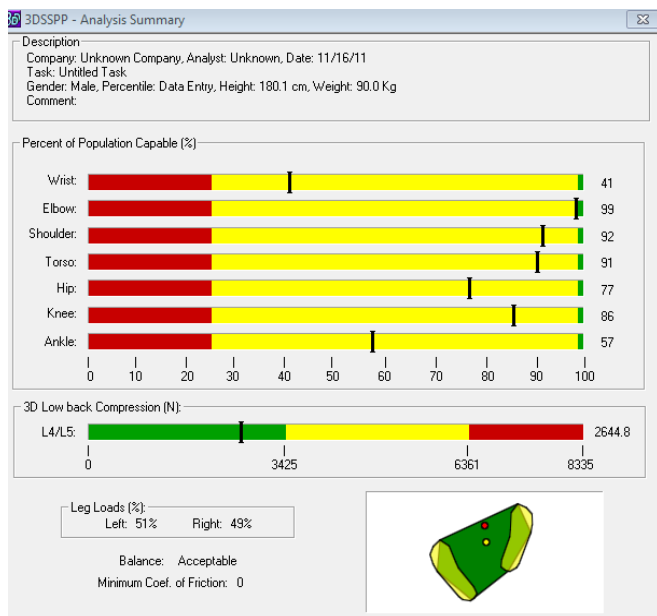 3DSSPP - Analysis Summary
Description
Company: Unknown Company, Analyst: Unknown, Date: 11/16/11
Task: Untitled Task
Gender: Male, Percentile: Data Entry, Height: 180.1 cm, Weight: 90.0 Kg
Comment:
Percent of Population Capable (%)
Wrist: 41
Elbow: 99
Shoulder: 92
Torso: 91
Hip: 77
Knee: 86
Ankle: 57
0 10 20 30 40 50 60 70 80 90 100
3D Low back Compression (N):
L4/L5: 2644.8
0 3425 6361 8335
Leg Loads (%):
Left: 51% Right: 49%
Balance: Acceptable
Minimum Coef. of Friction: 0